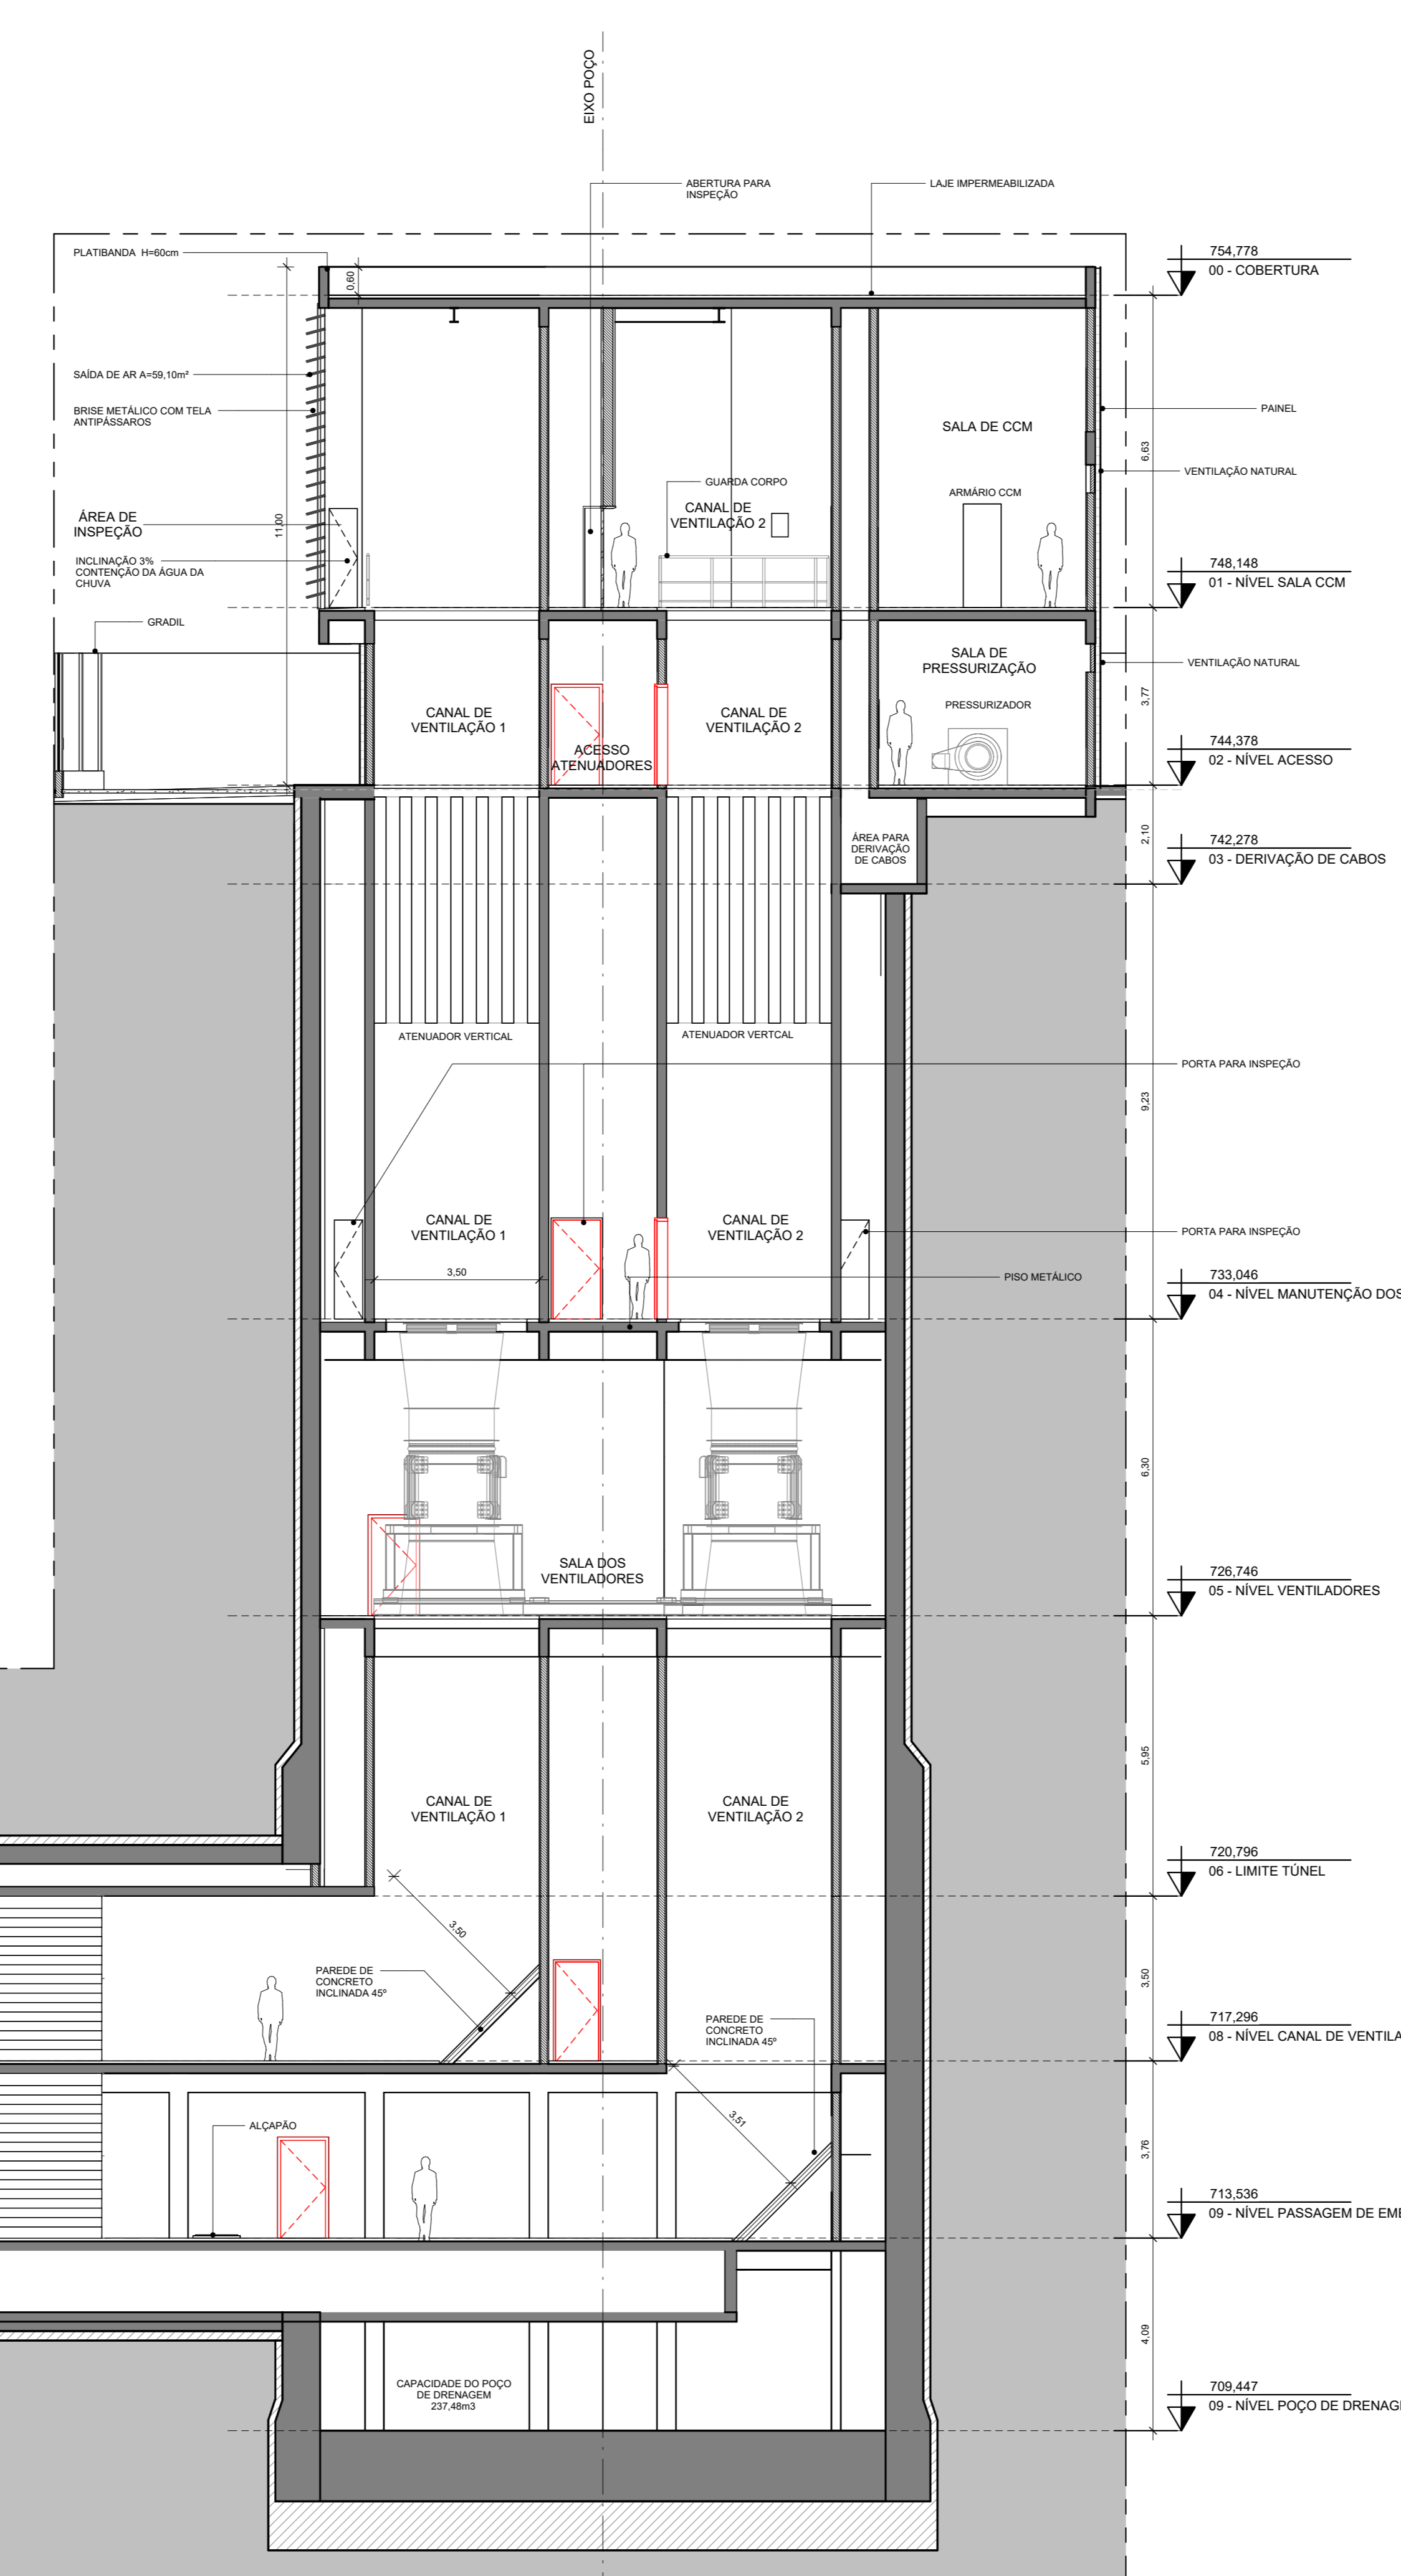 EIXO POÇO
ABERTURA PARA
INSPEÇÃO
LAJE IMPERMEABILIZADA
PLATIBANDA H=60cm
0,60
754,778
00 - COBERTURA
SAÍDA DE AR A=59,10m²
BRISE METÁLICO COM TELA
ANTIPÁSSAROS
PAINEL
SALA DE CCM
6,63
VENTILAÇÃO NATURAL
GUARDA CORPO
ARMÁRIO CCM
CANAL DE
VENTILAÇÃO 2
ÁREA DE
INSPEÇÃO
11,00
INCLINAÇÃO 3%
CONTENÇÃO DA ÁGUA DA
CHUVA
748,148
01 - NÍVEL SALA CCM
GRADIL
SALA DE
PRESSURIZAÇÃO
VENTILAÇÃO NATURAL
PRESSURIZADOR
3,77
CANAL DE
VENTILAÇÃO 1
CANAL DE
VENTILAÇÃO 2
ACESSO
ATENUADORES
744,378
02 - NÍVEL ACESSO
ÁREA PARA
DERIVAÇÃO
DE CABOS
2,10
742,278
03 - DERIVAÇÃO DE CABOS
ATENUADOR VERTICAL
ATENUADOR VERTCAL
PORTA PARA INSPEÇÃO
9,23
CANAL DE
VENTILAÇÃO 1
CANAL DE
VENTILAÇÃO 2
PORTA PARA INSPEÇÃO
3,50
PISO METÁLICO
733,046
04 - NÍVEL MANUTENÇÃO DOS
6,30
SALA DOS
VENTILADORES
726,746
05 - NÍVEL VENTILADORES
5,95
CANAL DE
VENTILAÇÃO 1
CANAL DE
VENTILAÇÃO 2
720,796
06 - LIMITE TÚNEL
3,50
PAREDE DE
CONCRETO
INCLINADA 45º
3,50
PAREDE DE
CONCRETO
INCLINADA 45º
717,296
08 - NÍVEL CANAL DE VENTILA
3,51
ALÇAPÃO
3,76
713,536
09 - NÍVEL PASSAGEM DE EM
4,09
CAPACIDADE DO POÇO
DE DRENAGEM
237,48m3
709,447
09 - NÍVEL POÇO DE DRENAG